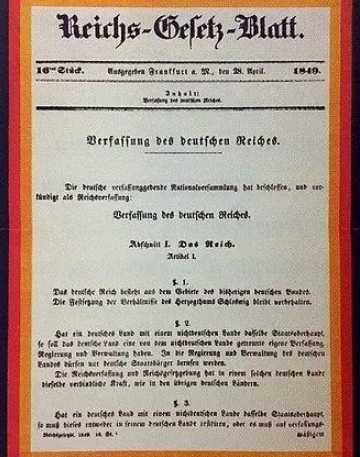 Reichs-Gesetz-Blatt.
16tes Stück. Ausgegeben Frankfurt a. M., den 28. April. 1849.
Inhalt:
Verfassung des deutschen Reiches.
Verfassung des deutschen Reiches.
Die deutsche verfassunggebende Nationalversammlung hat beschlossen, und ver-
kündigt als Reichsverfassung:
Verfassung des deutschen Reiches.
Abschnitt I. Das Reich.
Artikel I.
§. 1.
Das deutsche Reich besteht aus dem Gebiete des bisherigen deutschen Bundes.
Die Festsetzung der Verhältnisse des Herzogthums Schleswig bleibt vorbehalten.
§. 2.
Hat ein deutsches Land mit einem nichtdeutschen Lande dasselbe Staatsoberhaupt,
so soll das deutsche Land eine von dem nichtdeutschen Lande getrennte eigene Verfassung,
Regierung und Verwaltung haben. In die Regierung und Verwaltung des deutschen
Landes dürfen nur deutsche Staatsbürger berufen werden.
Die Reichsverfassung und Reichsgesetzgebung hat in einem solchen deutschen Lande
dieselbe verbindliche Kraft, wie in den übrigen deutschen Ländern.
§. 3.
Hat ein deutsches Land mit einem nichtdeutschen Lande dasselbe Staatsoberhaupt,
so muß dieses entweder in seinem deutschen Lande residiren, oder es muß auf verfassungs-
Reichsgesetzbl. 1849. 16. St. mäßigem